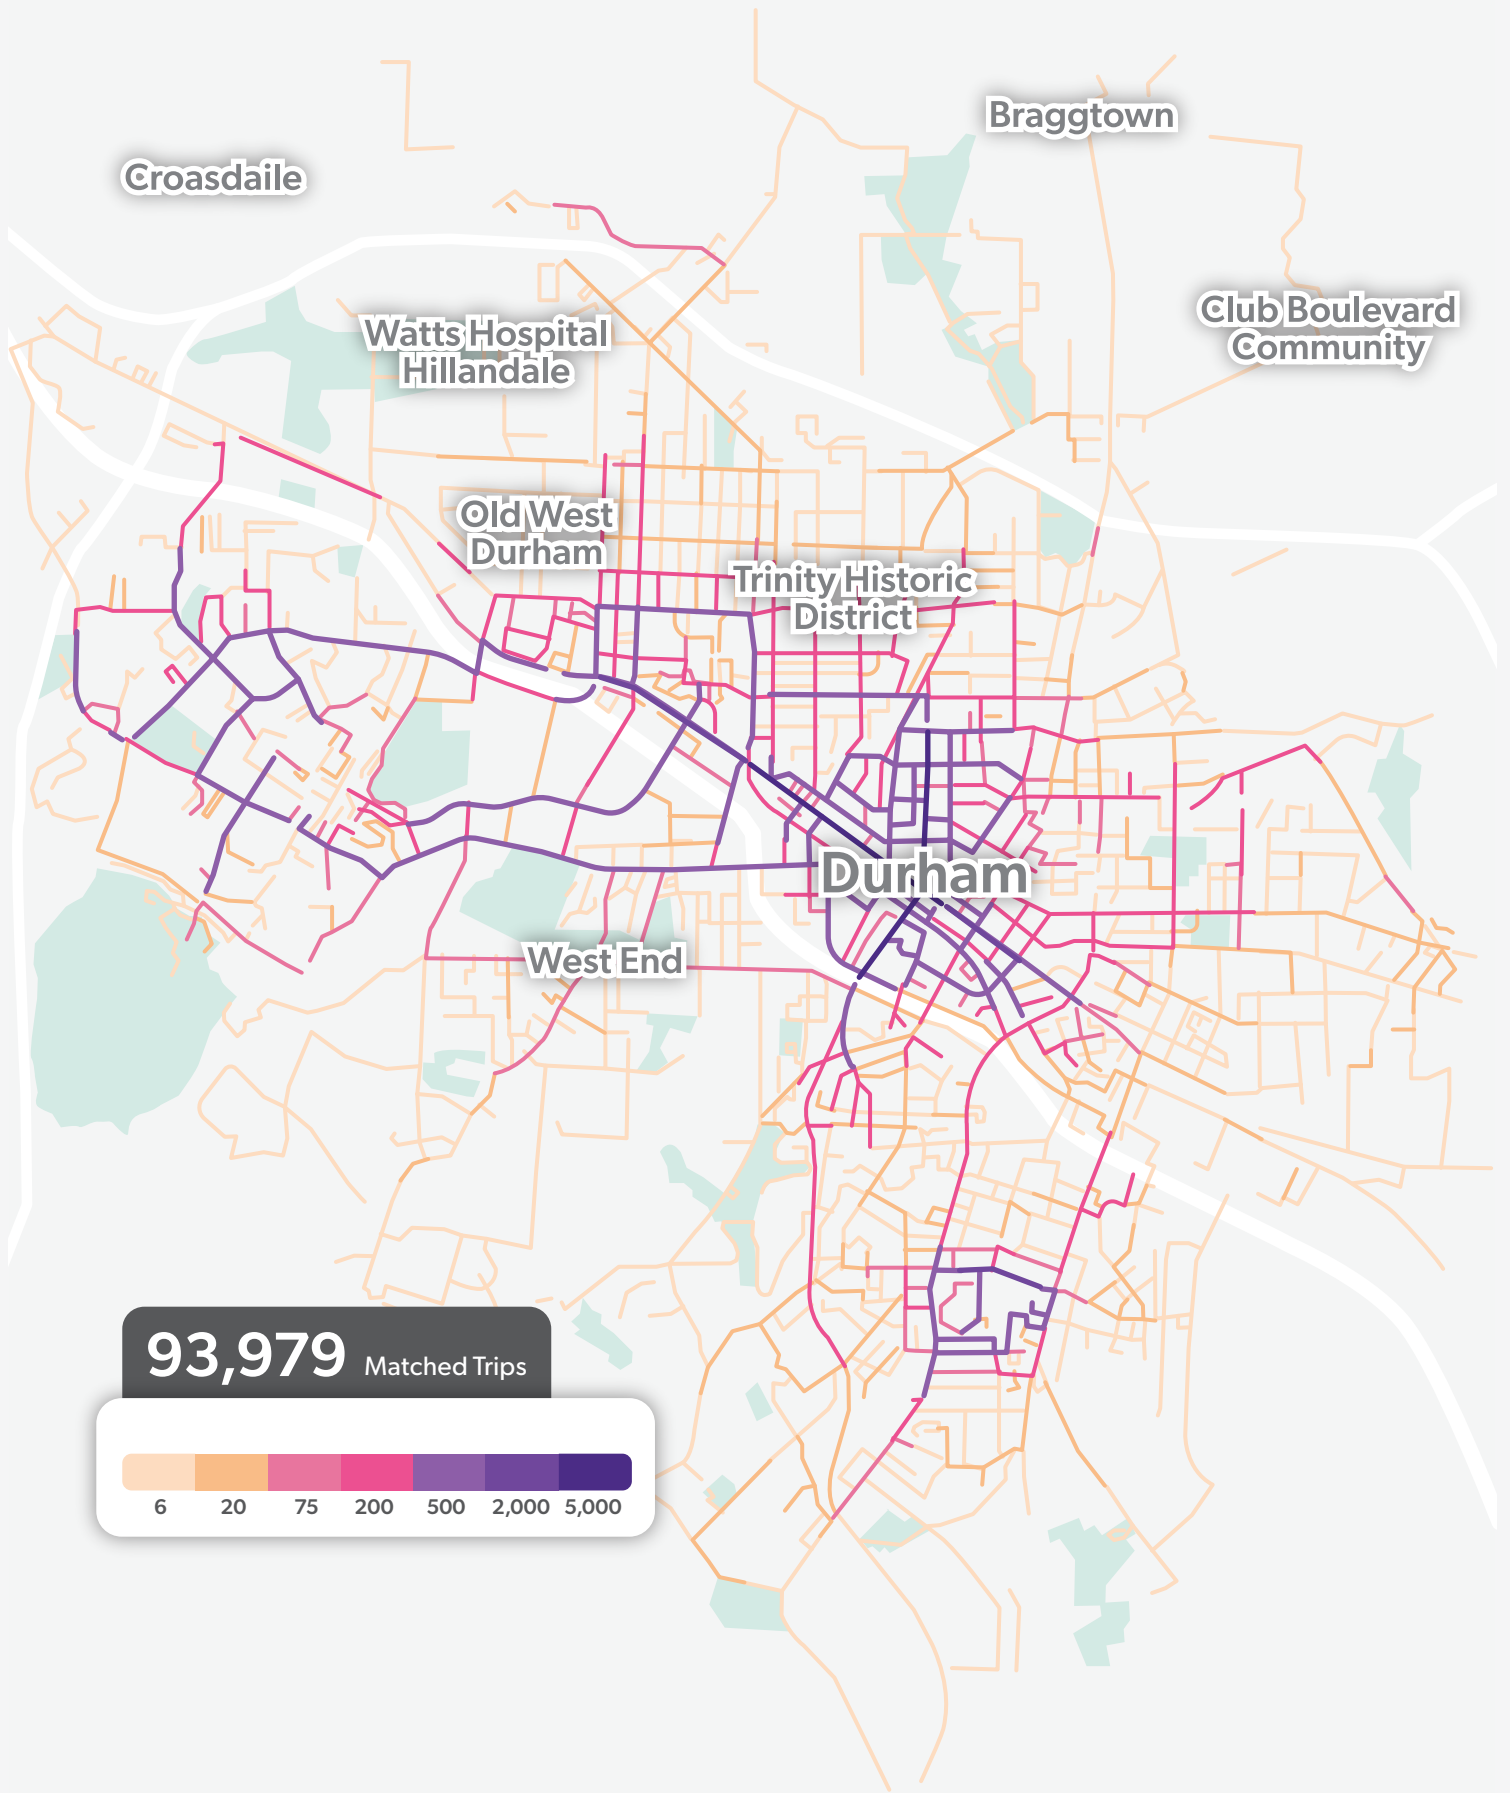 Braggtown
Croasdaile
Club Boulevard
Community
Watts Hospital
Hillandale
Old West
Durham
Trinity Historic
District
Durham
West End
93,979 Matched Trips
6 20 75 200 500 2,000 5,000